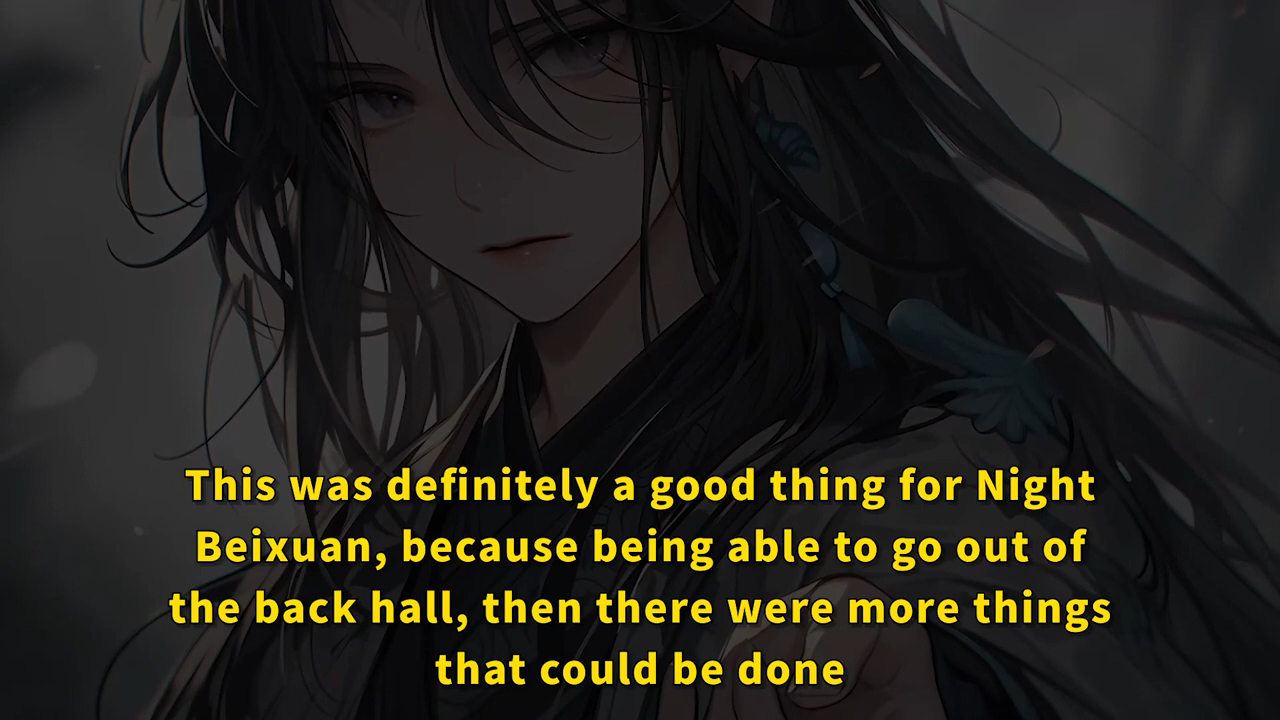 This was definitely a good thing for Night
Beixuan, because being able to go out of
the back hall, then there were more things
that could be done